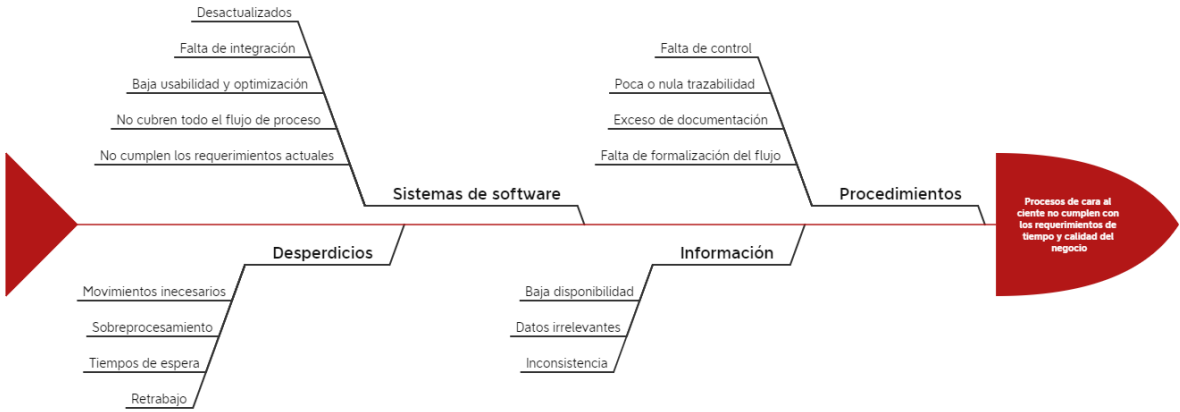 Desactualizados
Falta de integración
Baja usabilidad y optimización
No cubren todo el flujo de proceso
No cumplen los requerimientos actuales
Sistemas de software
Falta de control
Poca o nula trazabilidad
Exceso de documentación
Falta de formalización del flujo
Procedimientos
Procesos de cara al
ciente no cumplen con
los requerimientos de
tiempo y calidad del
negocio
Desperdicios
Movimientos inecesarios
Sobreprocesamiento
Tiempos de espera
Retrabajo
Información
Baja disponibilidad
Datos irrelevantes
Inconsistencia